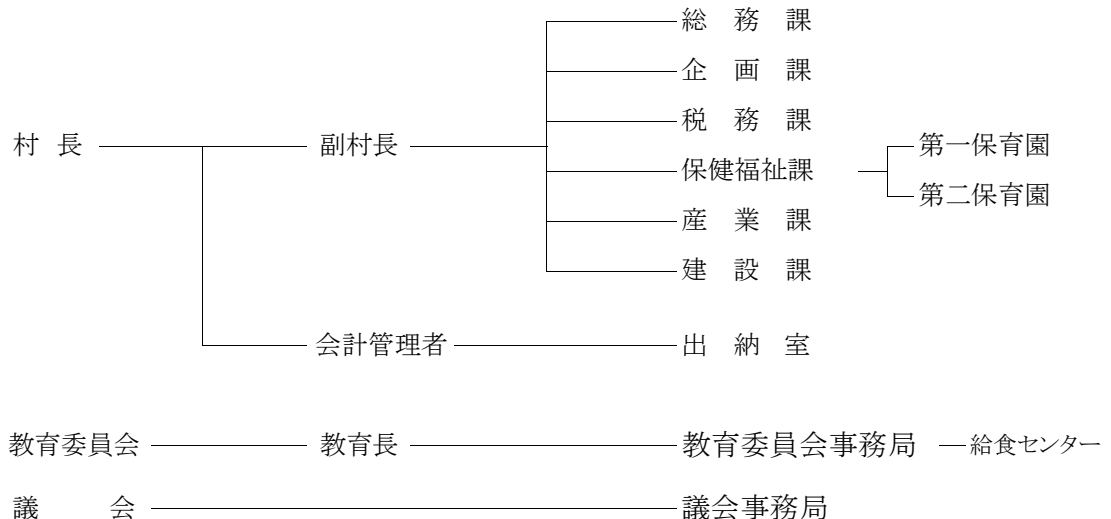 総務課
企画課
税務課
村長 副村長 保健福祉課 第一保育園
第二保育園
産業課
建設課
会計管理者 出納室
教育委員会 教育長 教育委員会事務局 給食センター
議会 議会事務局